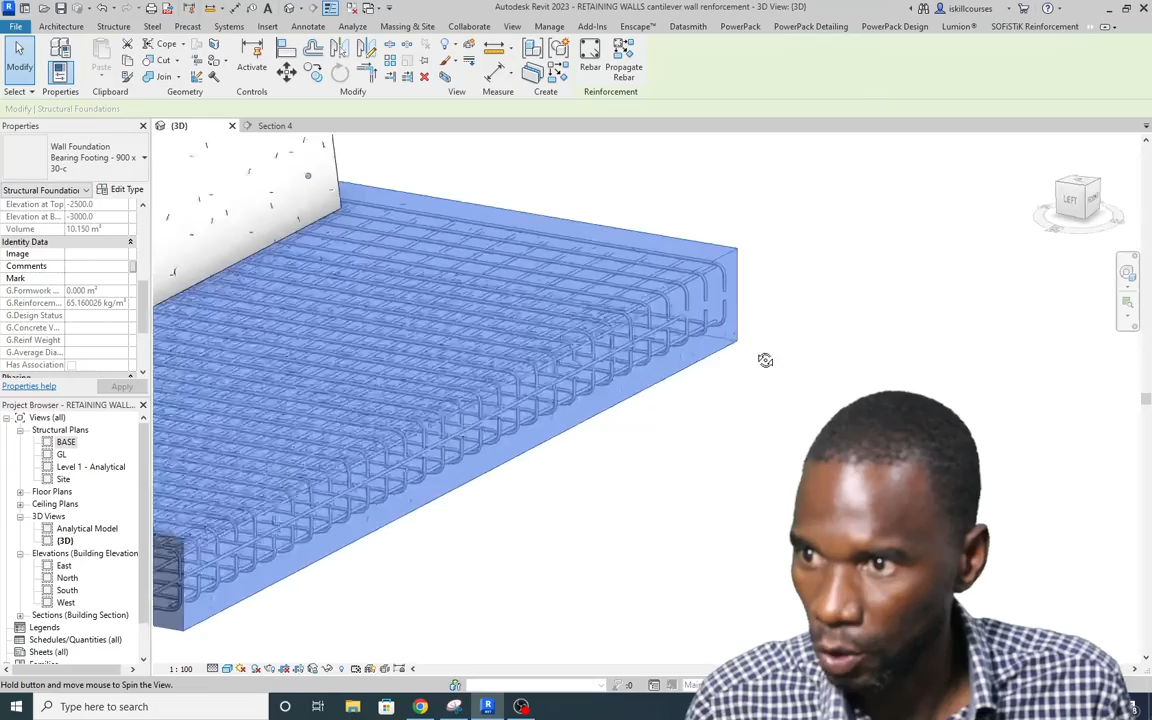 Autodesk Revit 2023 - RETAINING WALLS cantilever wall renforcement - 3D View: {3D}
iskillcourses
File Architecture Structure Steel Precast Systems Insert Annotate Analyze Massing & Site Collaborate View Manage Add-Ins Enscape™ Datasmith PowerPack PowerPack Detailing PowerPack Design Lumion® SOFiSTiK Reinforcement
Modify
Paste
Cope
Cut
Join
Activate
Rebar
Propagate
Rebar
Select Properties Clipboard Geometry Controls Modify View Measure Create Reinforcement
Modify | Structural Foundations
Properties
(3D)
Section 4
Wall Foundation
Bearing Footing - 900 x
30-c
Structural Foundatio
Edit Type
Elevation at Top -2500.0
Elevation at B... -3000.0
Volume 10.150 m³
Identity Data
Image
Comments
Mark
G.Formwork ... 0.000 m²
G.Reinforcem... 65.160026 kg/m³
G.Design Status
G.Concrete V...
G.Reinf Weight
G.Average Dia...
Has Association
Properties help
Apply
Project Browser - RETAINING WALL...
Views (all)
Structural Plans
BASE
GL
Level 1 - Analytical
Site
Floor Plans
Ceiling Plans
3D Views
Analytical Model
{3D}
Elevations (Building Elevation
East
North
South
West
Sections (Building Section)
Legends
Schedules/Quantities (all)
Sheets (all)
LEFT
FRONT
1 : 100
:0
Hold button and move mouse to Spin the View.
Type here to search